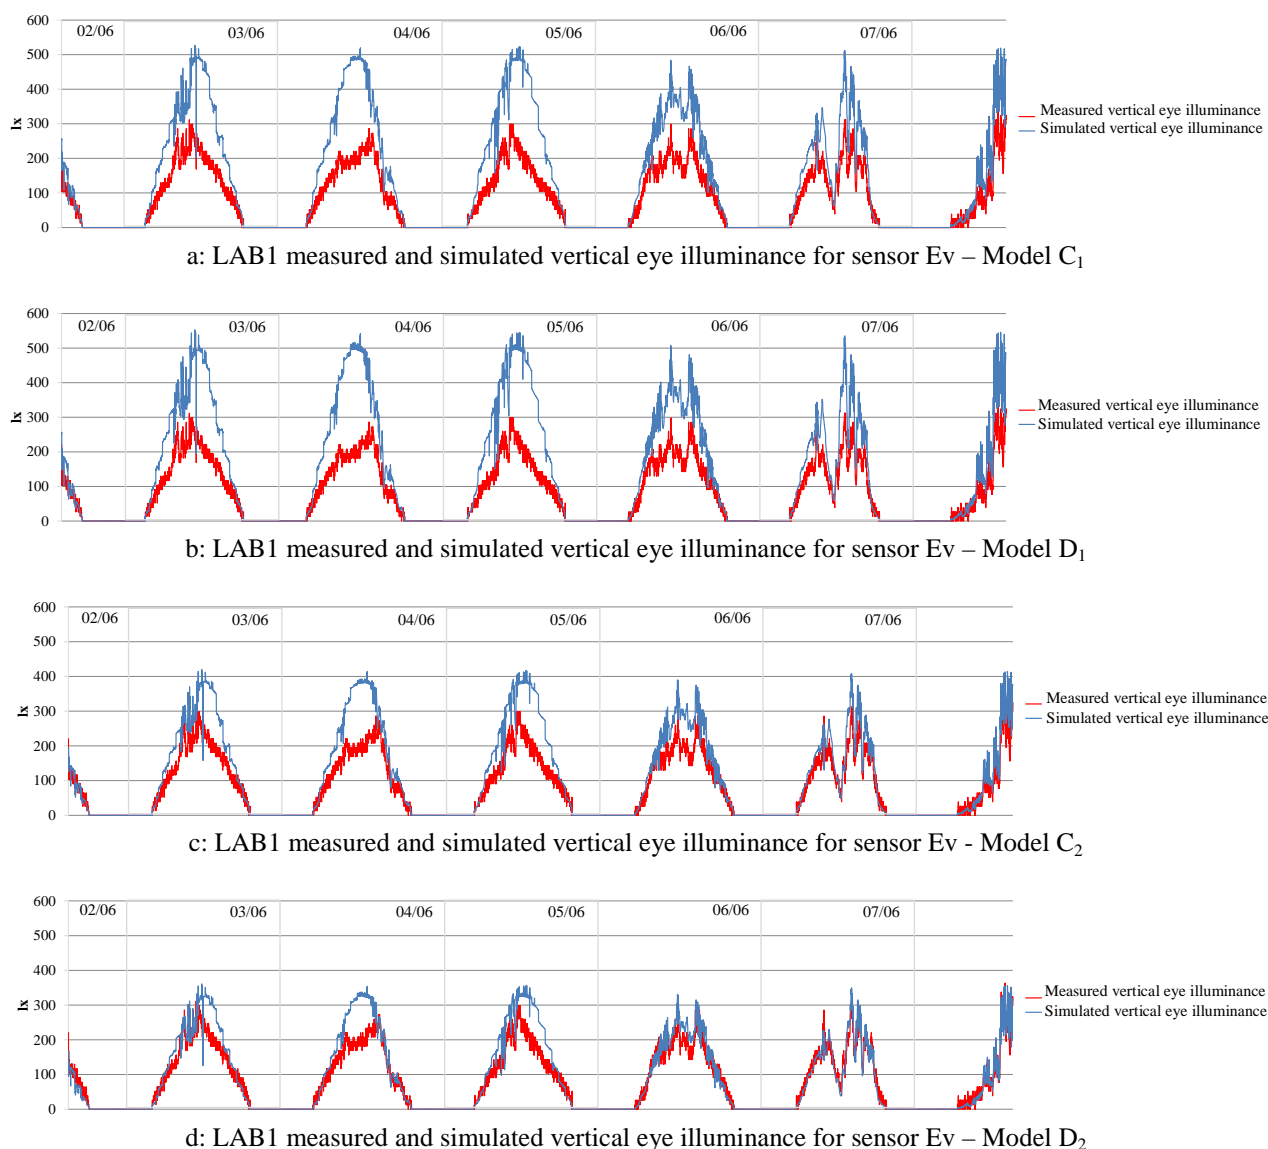 600
02/06 03/06 04/06 05/06 06/06 07/06
500
400
300
200
100
0
lx
Measured vertical eye illuminance
Simulated vertical eye illuminance
a: LAB1 measured and simulated vertical eye illuminance for sensor Ev – Model C₁
600
02/06 03/06 04/06 05/06 06/06 07/06
500
400
300
200
100
0
lx
Measured vertical eye illuminance
Simulated vertical eye illuminance
b: LAB1 measured and simulated vertical eye illuminance for sensor Ev – Model D₁
600
02/06 03/06 04/06 05/06 06/06 07/06
500
400
300
200
100
0
lx
Measured vertical eye illuminance
Simulated vertical eye illuminance
c: LAB1 measured and simulated vertical eye illuminance for sensor Ev - Model C₂
600
02/06 03/06 04/06 05/06 06/06 07/06
500
400
300
200
100
0
lx
Measured vertical eye illuminance
Simulated vertical eye illuminance
d: LAB1 measured and simulated vertical eye illuminance for sensor Ev – Model D₂